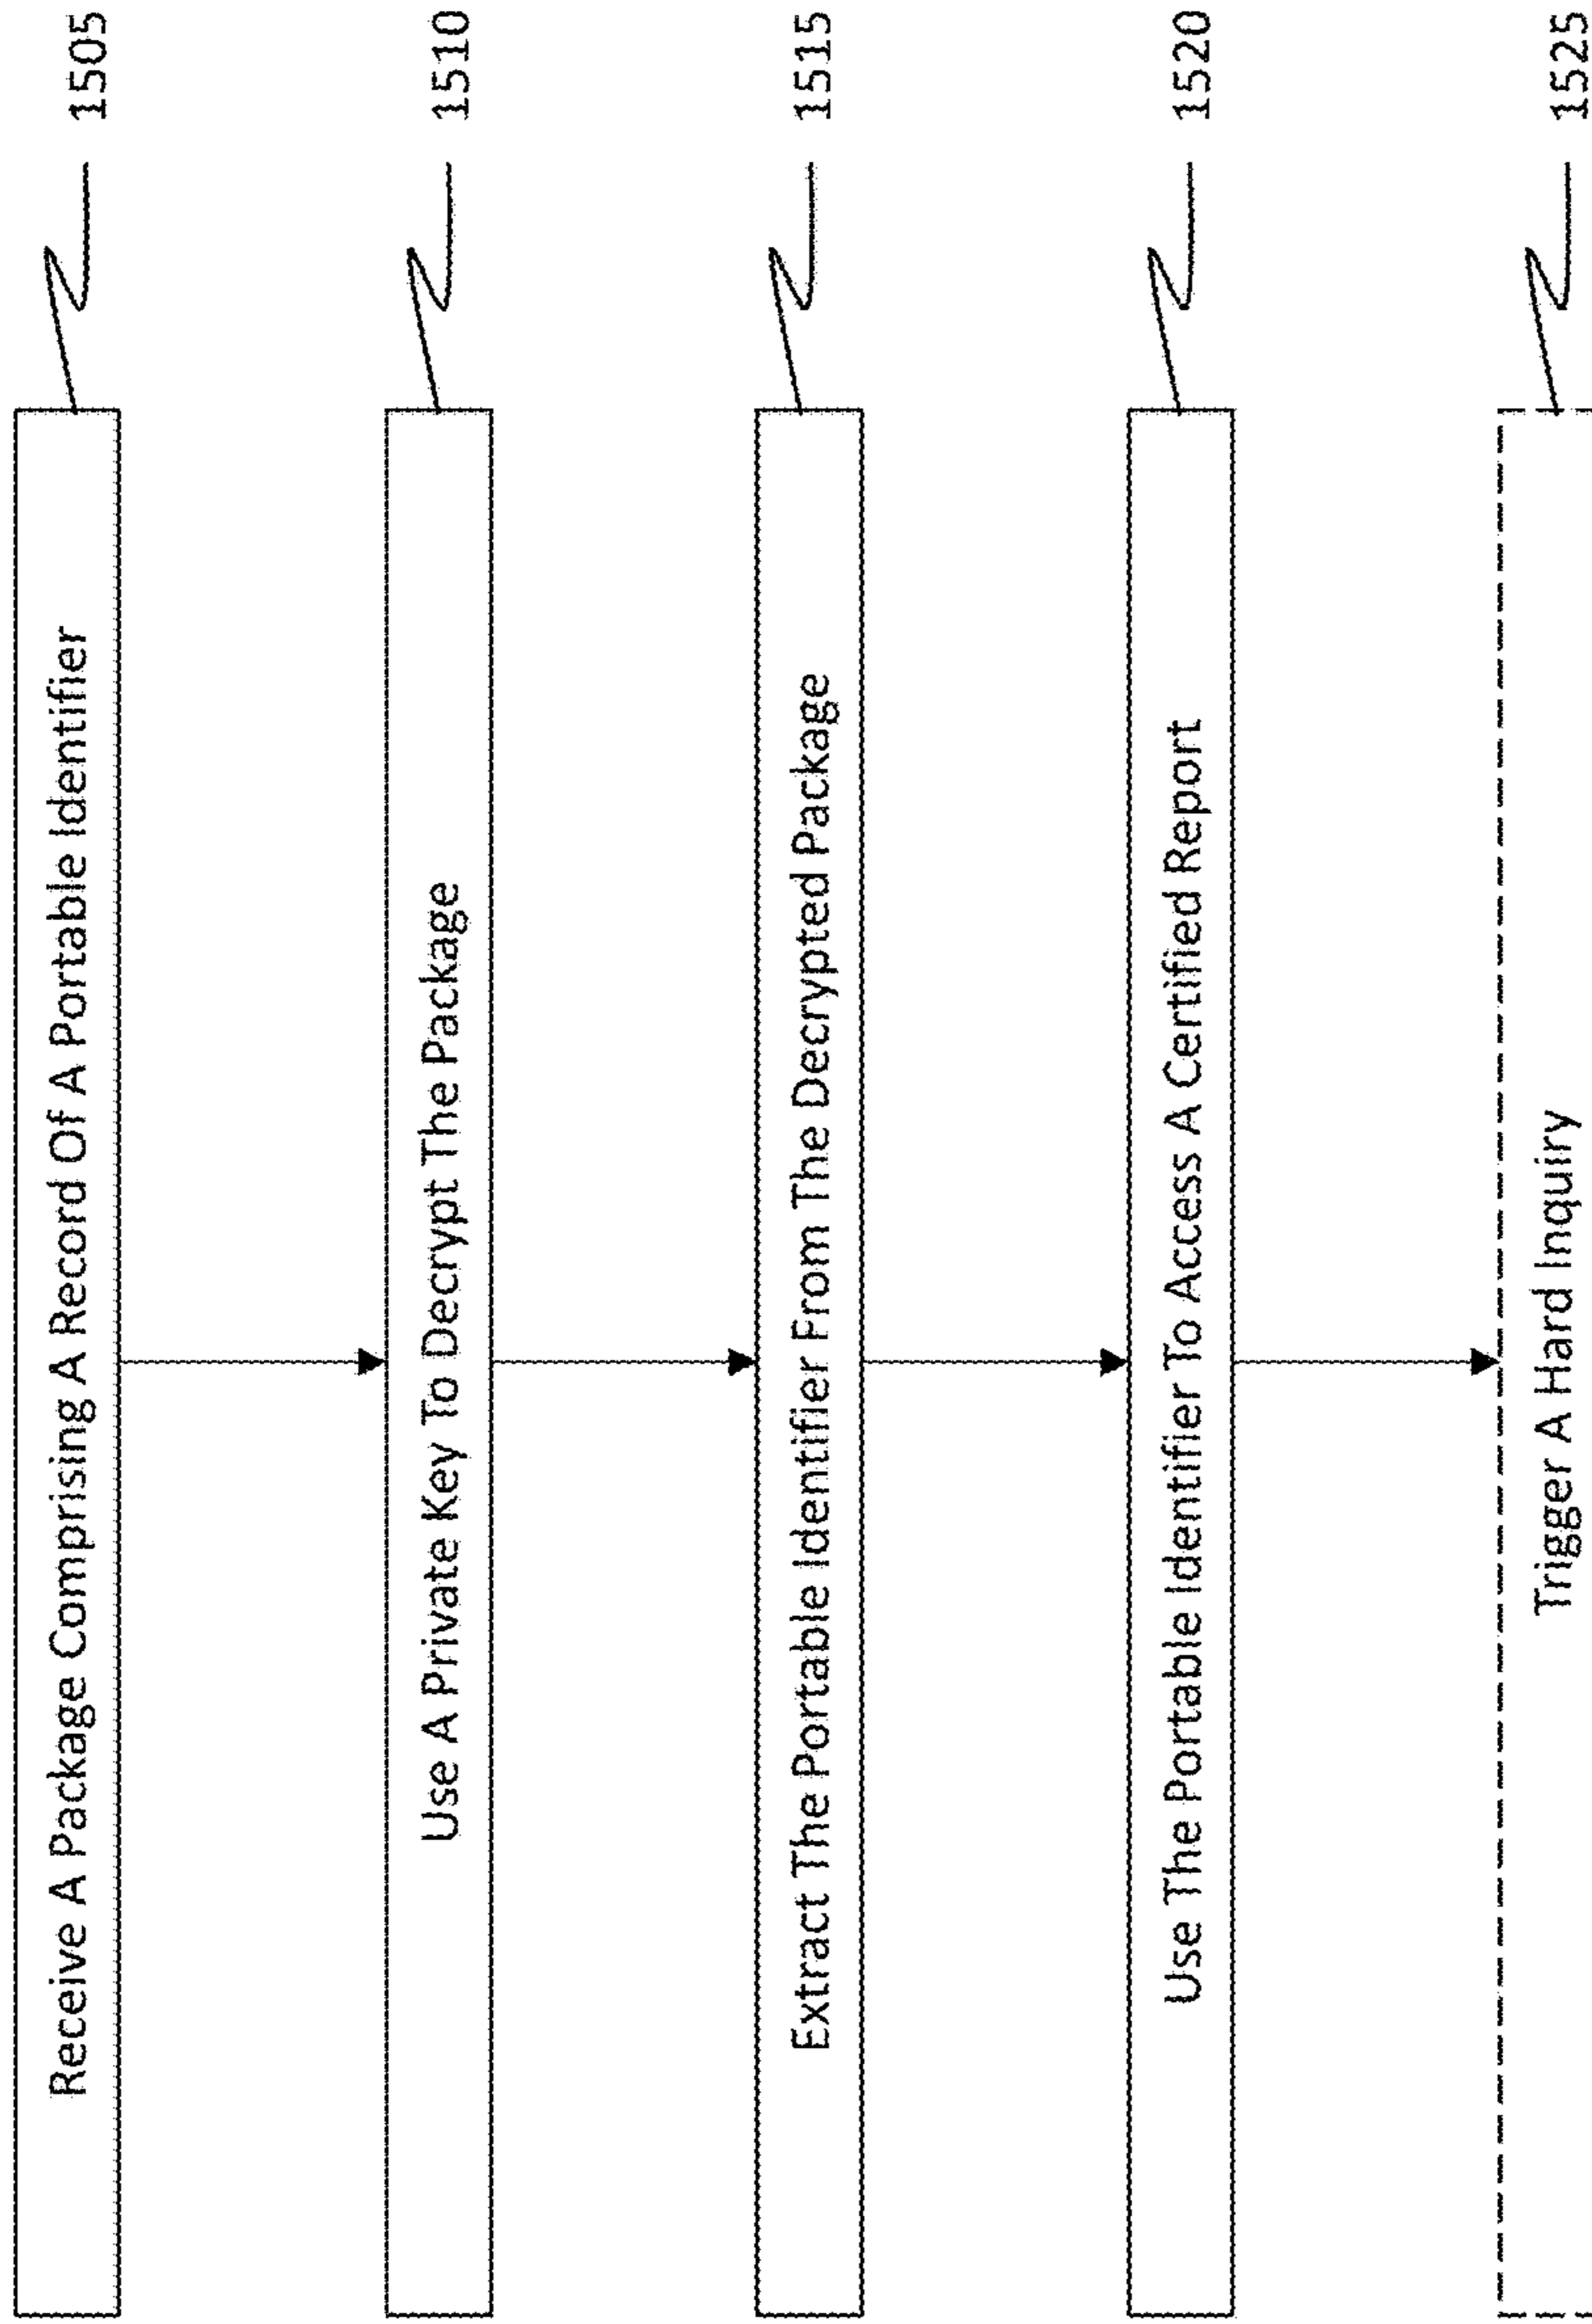 Receive A Package Comprising A Record Of A Portable Identifier
1505
Use A Private Key To Decrypt The Package
1510
Extract The Portable Identifier From The Decrypted Package
1515
Use The Portable Identifier To Access A Certified Report
1520
Trigger A Hard Inquiry
1525